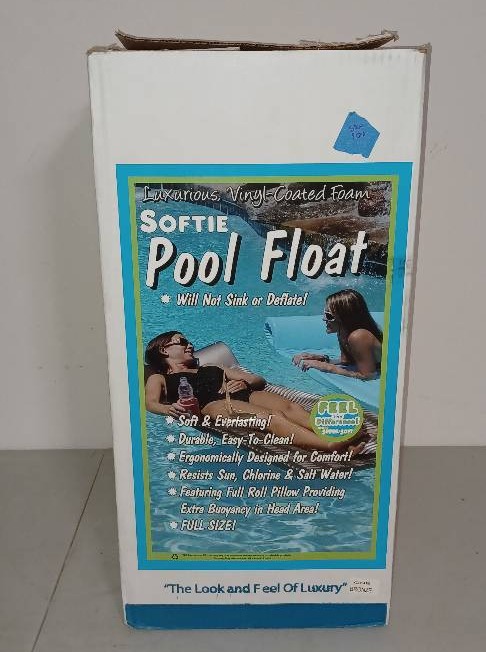 Luxurious, Vinyl-Coated Foam
SOFTIE
Pool Float
Will Not Sink or Deflate!
FEEL
the
Difference!
Soft & Everlasting!
Durable, Easy-To-Clean!
Ergonomically Designed for Comfort!
Resists Sun, Chlorine & Salt Water!
Featuring Full Roll Pillow Providing
Extra Buoyancy in Head Area!
FULL SIZE!
"The Look and Feel Of Luxury"
BRONZE